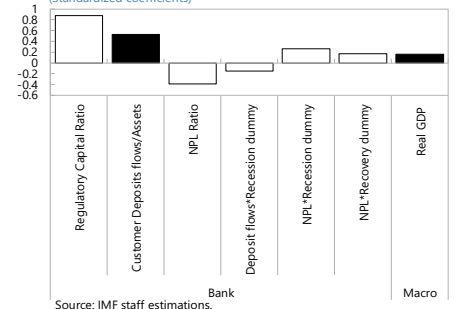 (Standardized coefficients)
1
0.8
0.6
0.4
0.2
0
-0.2
-0.4
-0.6
Regulatory Capital Ratio
Customer Deposits flows/Assets
NPL Ratio
Deposit flows*Recession dummy
NPL*Recession dummy
NPL*Recovery dummy
Real GDP
Bank
Macro
Source: IMF staff estimations.